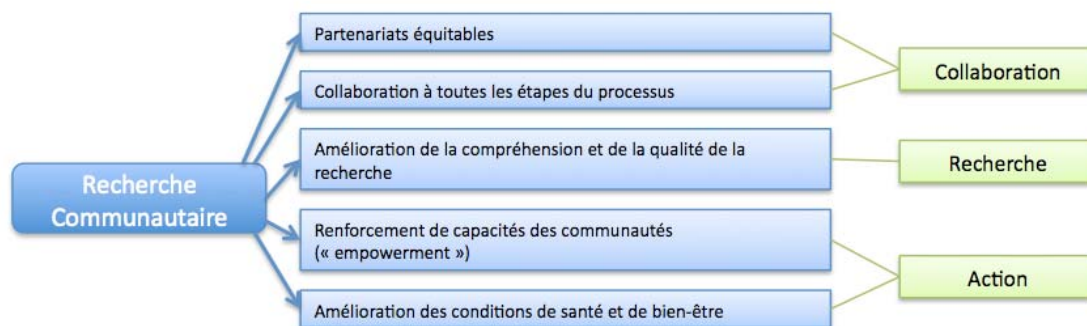 Recherche
Communautaire
Partenariats équitables
Collaboration à toutes les étapes du processus
Amélioration de la compréhension et de la qualité de la
recherche
Renforcement de capacités des communautés
(« empowerment »)
Amélioration des conditions de santé et de bien-être
Collaboration
Recherche
Action